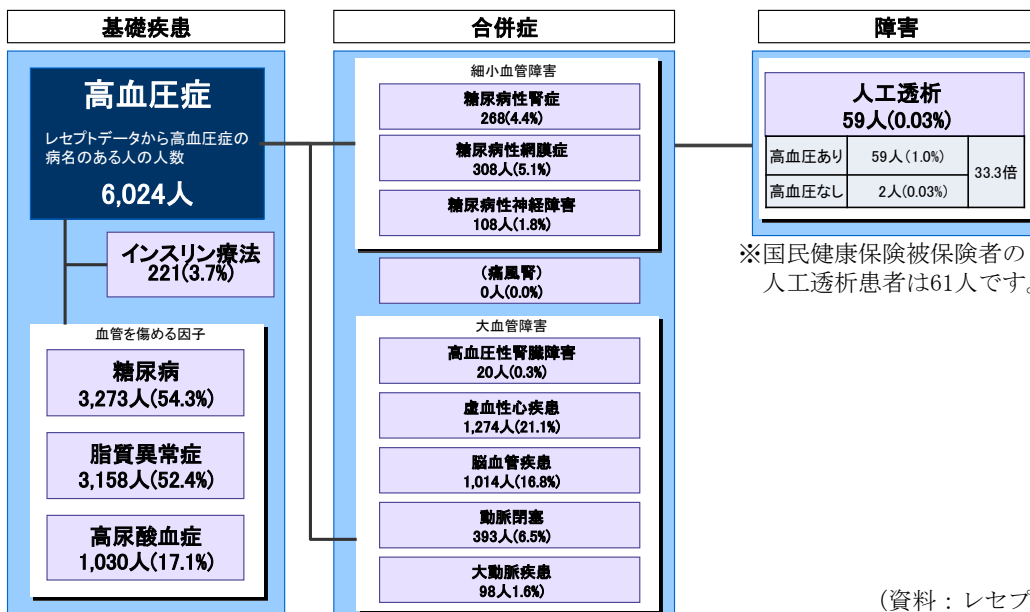 基礎疾患
高血圧症
レセプトデータから高血圧症の
病名のある人の人数
6,024人
インスリン療法
221(3.7%)
血管を傷める因子
糖尿病
3,273人(54.3%)
脂質異常症
3,158人(52.4%)
高尿酸血症
1,030人(17.1%)
合併症
細小血管障害
糖尿病性腎症
268(4.4%)
糖尿病性網膜症
308人(5.1%)
糖尿病性神経障害
108人(1.8%)
(痛風腎)
0人(0.0%)
大血管障害
高血圧性腎臓障害
20人(0.3%)
虚血性心疾患
1,274人(21.1%)
脳血管疾患
1,014人(16.8%)
動脈閉塞
393人(6.5%)
大動脈疾患
98人1.6%)
障害
人工透析
59人(0.03%)
高血圧あり 59人(1.0%) 33.3倍
高血圧なし 2人(0.03%)
※国民健康保険被保険者の
人工透析患者は61人です。
(資料：レセプ